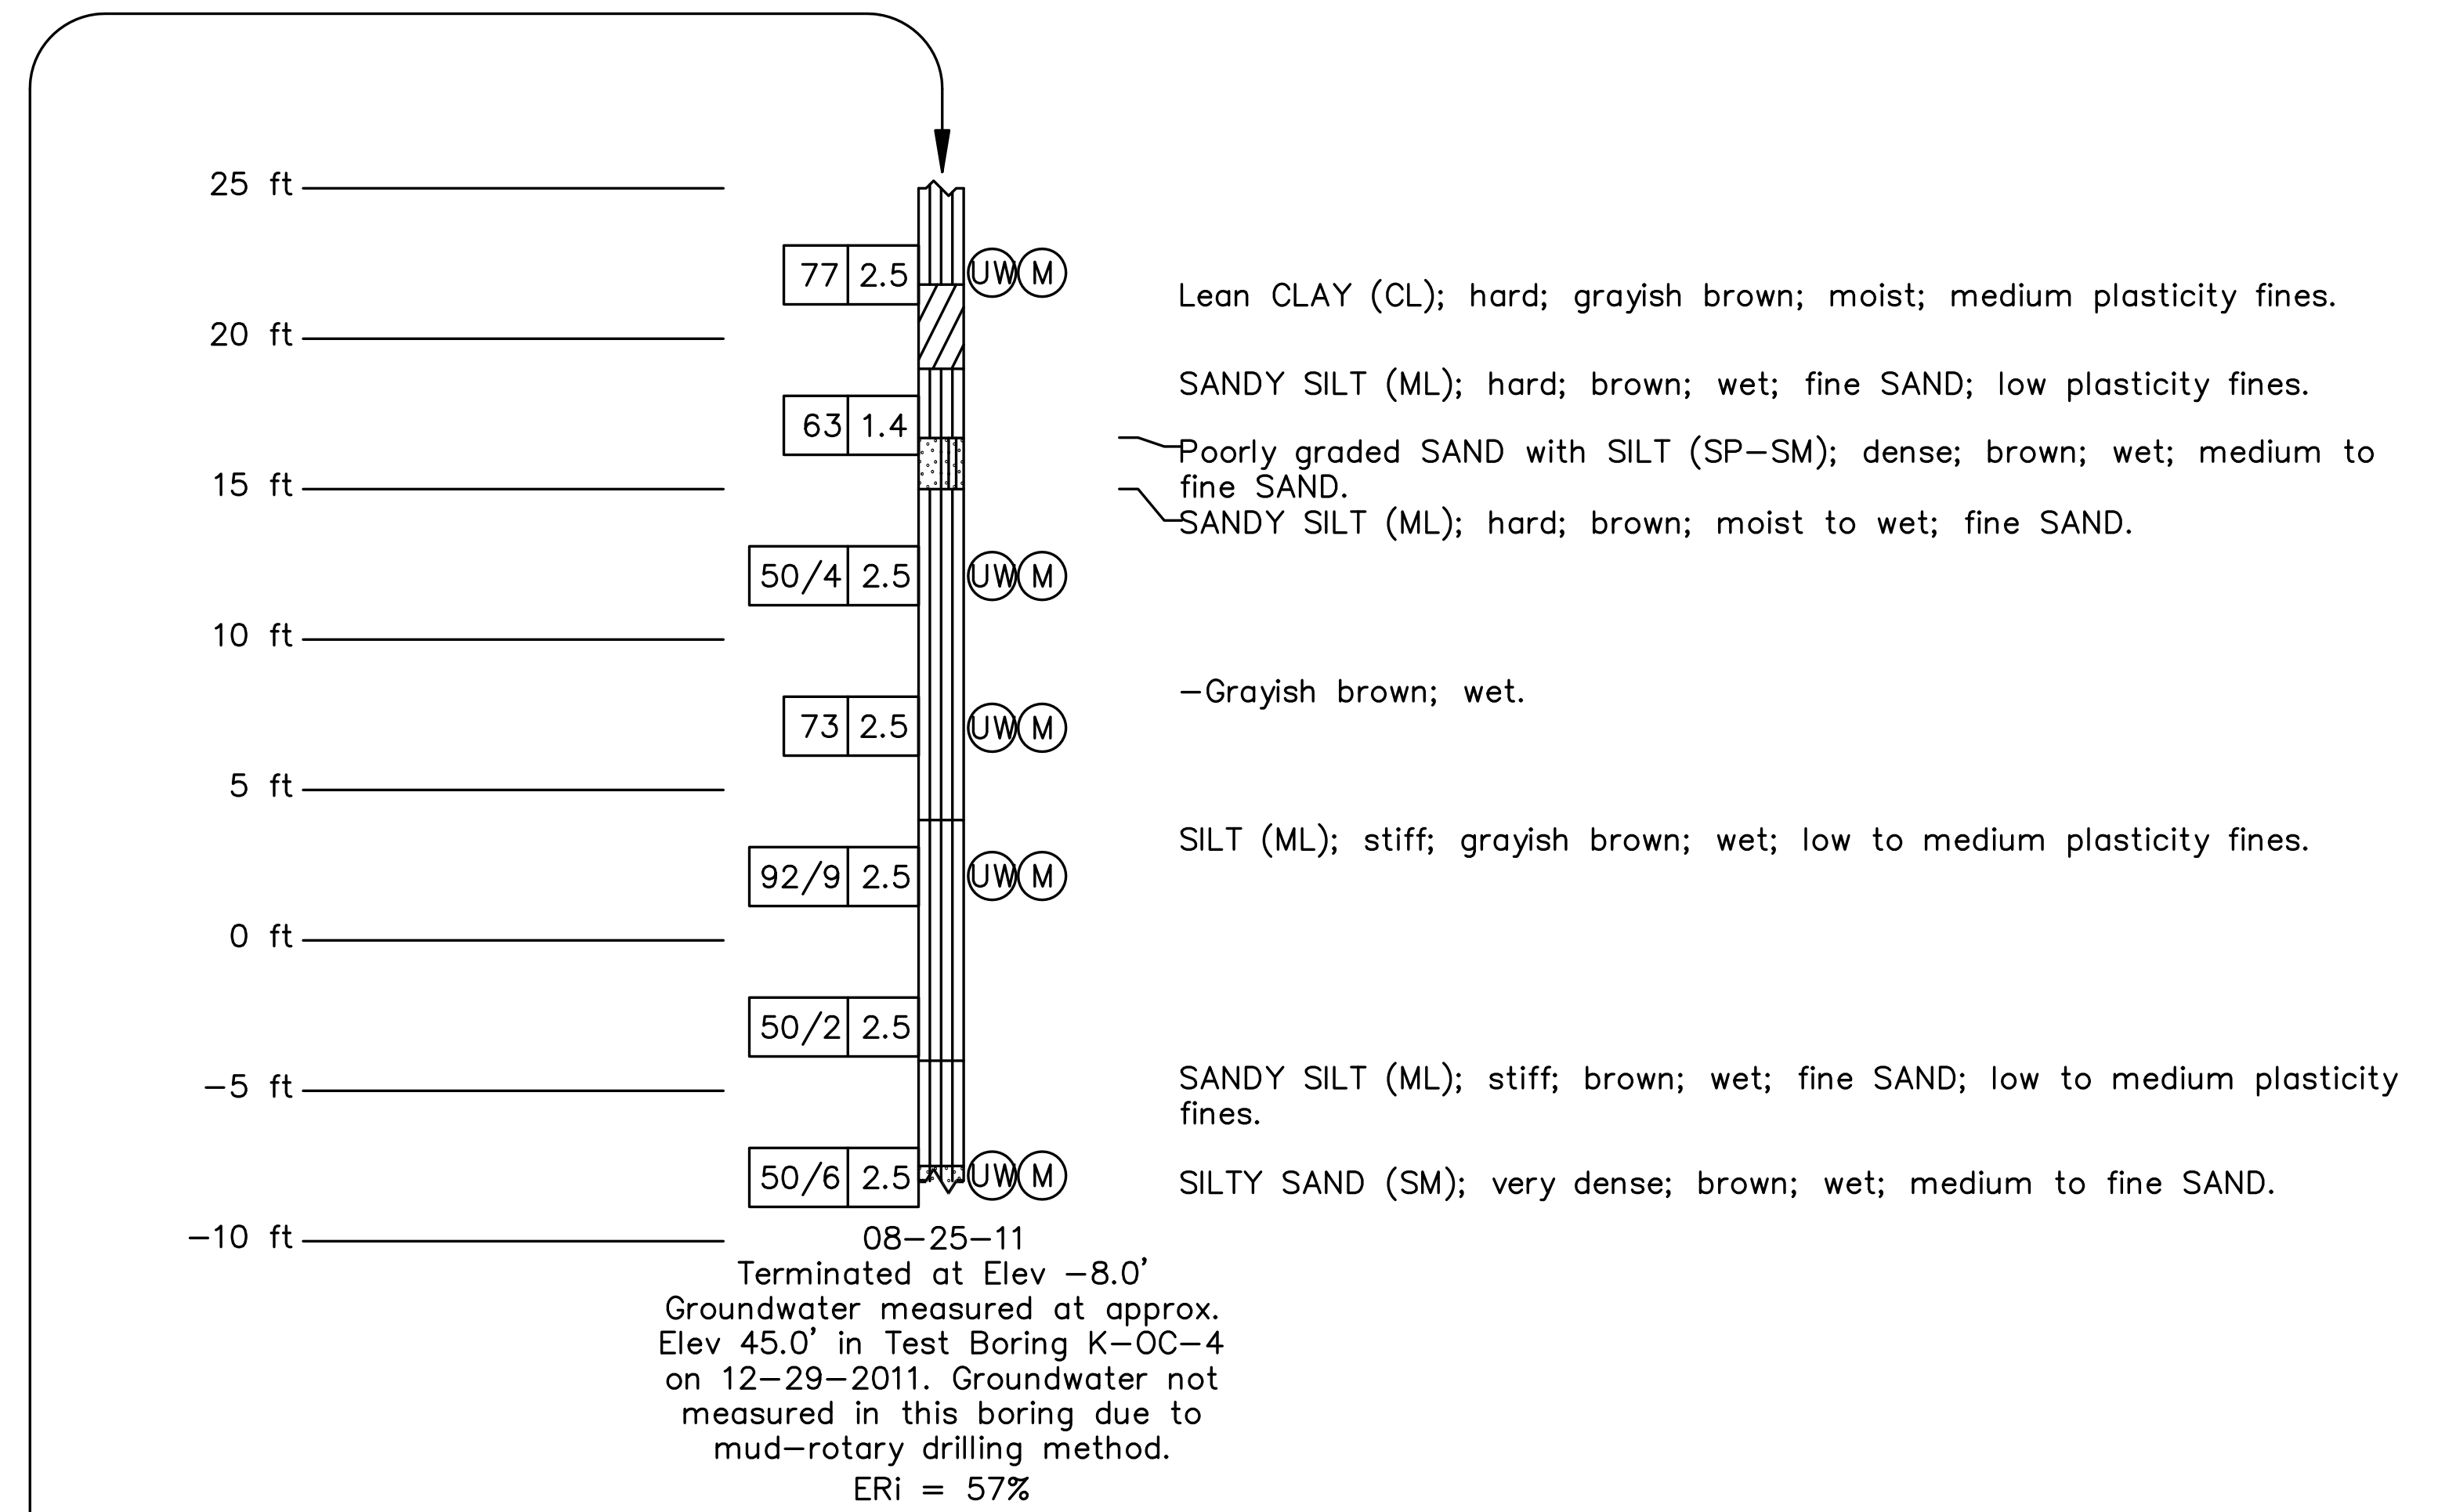 25 ft
77 2.5 UW M
Lean CLAY (CL); hard; grayish brown; moist; medium plasticity fines.
20 ft
SANDY SILT (ML); hard; brown; wet; fine SAND; low plasticity fines.
63 1.4
Poorly graded SAND with SILT (SP-SM); dense; brown; wet; medium to
fine SAND.
15 ft
SANDY SILT (ML); hard; brown; moist to wet; fine SAND.
50/4 2.5 UW M
10 ft
-Grayish brown; wet.
73 2.5 UW M
5 ft
SILT (ML); stiff; grayish brown; wet; low to medium plasticity fines.
92/9 2.5 UW M
0 ft
50/2 2.5
-5 ft
SANDY SILT (ML); stiff; brown; wet; fine SAND; low to medium plasticity
fines.
50/6 2.5 UW M
SILTY SAND (SM); very dense; brown; wet; medium to fine SAND.
-10 ft
08-25-11
Terminated at Elev -8.0'
Groundwater measured at approx.
Elev 45.0' in Test Boring K-OC-4
on 12-29-2011. Groundwater not
measured in this boring due to
mud-rotary drilling method.
ERi = 57%